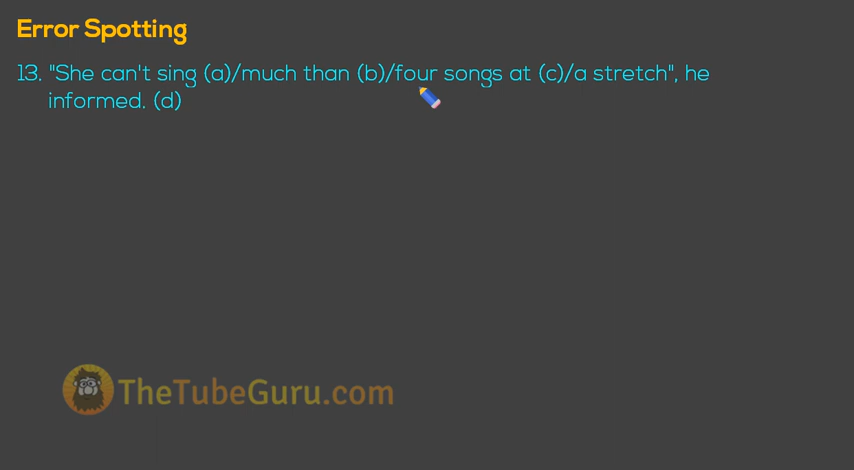 Error Spotting
13. "She can't sing (a)/much than (b)/four songs at (c)/a stretch", he
informed. (d)
TheTubeGuru.com